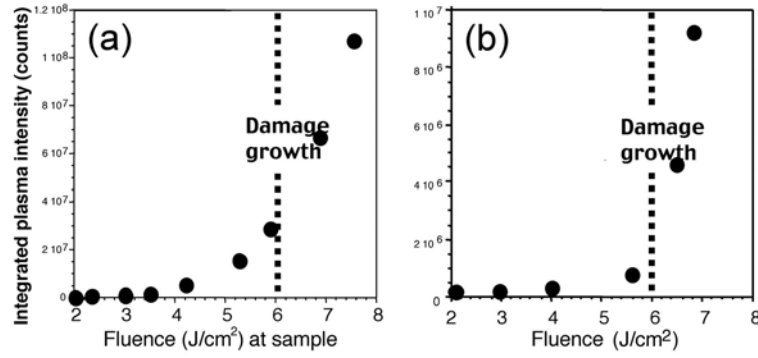 (a)
Integrated plasma intensity (counts)
1.2 10⁸
1 10⁸
8 10⁷
6 10⁷
4 10⁷
2 10⁷
0
Damage
growth
2 3 4 5 6 7 8
Fluence (J/cm²) at sample
(b)
1 10⁷
8 10⁶
6 10⁶
4 10⁶
2 10⁶
0
Damage
growth
2 3 4 5 6 7 8
Fluence (J/cm²)